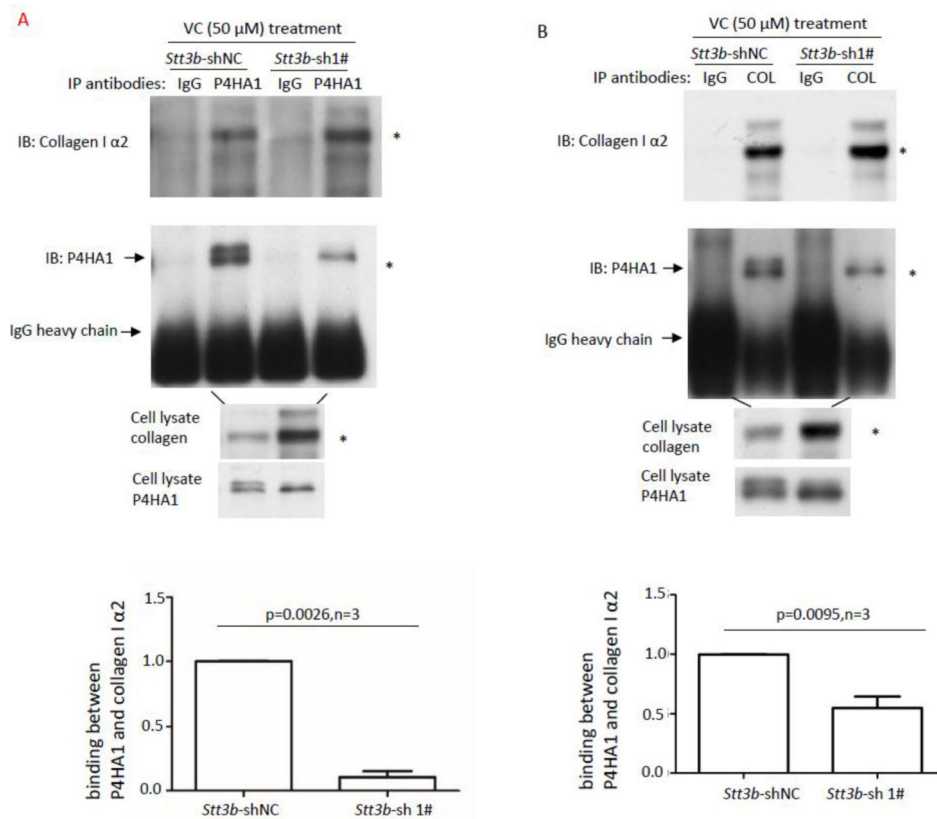 A
VC (50 µM) treatment
Stt3b-shNC Stt3b-sh1#
IP antibodies: IgG P4HA1 IgG P4HA1
IB: Collagen I α2
*
IB: P4HA1
*
IgG heavy chain
Cell lysate
collagen
*
Cell lysate
P4HA1
binding between
P4HA1 and collagen I α2
1.5
1.0
0.5
0.0
p=0.0026,n=3
Stt3b-shNC Stt3b-sh 1#
B
VC (50 µM) treatment
Stt3b-shNC Stt3b-sh1#
IP antibodies: IgG COL IgG COL
IB: Collagen I α2
*
IB: P4HA1
*
IgG heavy chain
Cell lysate
collagen
*
Cell lysate
P4HA1
binding between
P4HA1 and collagen I α2
1.5
1.0
0.5
0.0
p=0.0095,n=3
Stt3b-shNC Stt3b-sh 1#